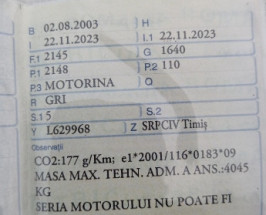 B 02.08.2003 H
I 22.11.2023 I.1 22.11.2023
F.1 2145 G 1640
P.1 2148 P.2 110
P.3 MOTORINA Q
R GRI
S.1 5 S.2
Y L629968 Z SRPCIV Timiș
Observații
CO2:177 g/Km; e1*2001/116*0183*09
MASA MAX. TEHN. ADM. A ANS.:4045
KG
SERIA MOTORULUI NU POATE FI